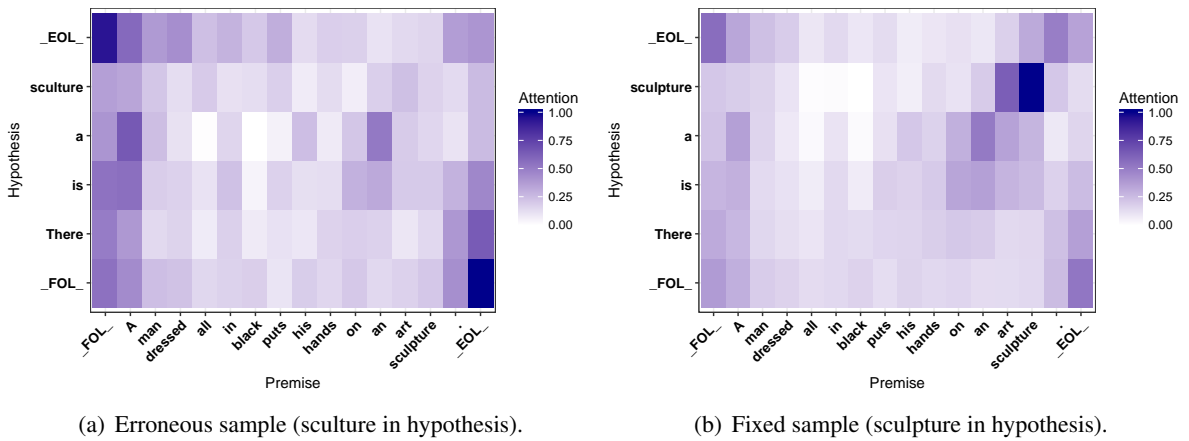 _EOL_
sculture
a
is
There
_FOL_
Hypothesis
_FOL_ A man dressed all in black puts his hands on an art sculpture . _EOL_
Premise
Attention
1.00
0.75
0.50
0.25
0.00
(a) Erroneous sample (sculture in hypothesis).
_EOL_
sculpture
a
is
There
_FOL_
Hypothesis
_FOL_ A man dressed all in black puts his hands on an art sculpture . _EOL_
Premise
Attention
1.00
0.75
0.50
0.25
0.00
(b) Fixed sample (sculpture in hypothesis).